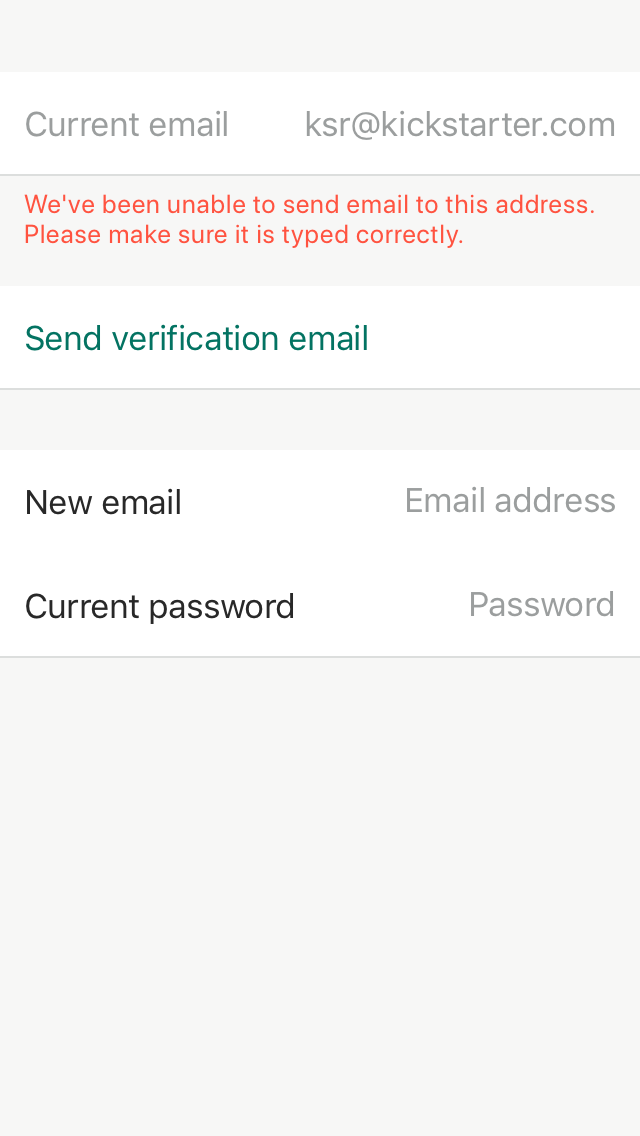 Current email ksr@kickstarter.com
We've been unable to send email to this address.
Please make sure it is typed correctly.
Send verification email
New email Email address
Current password Password